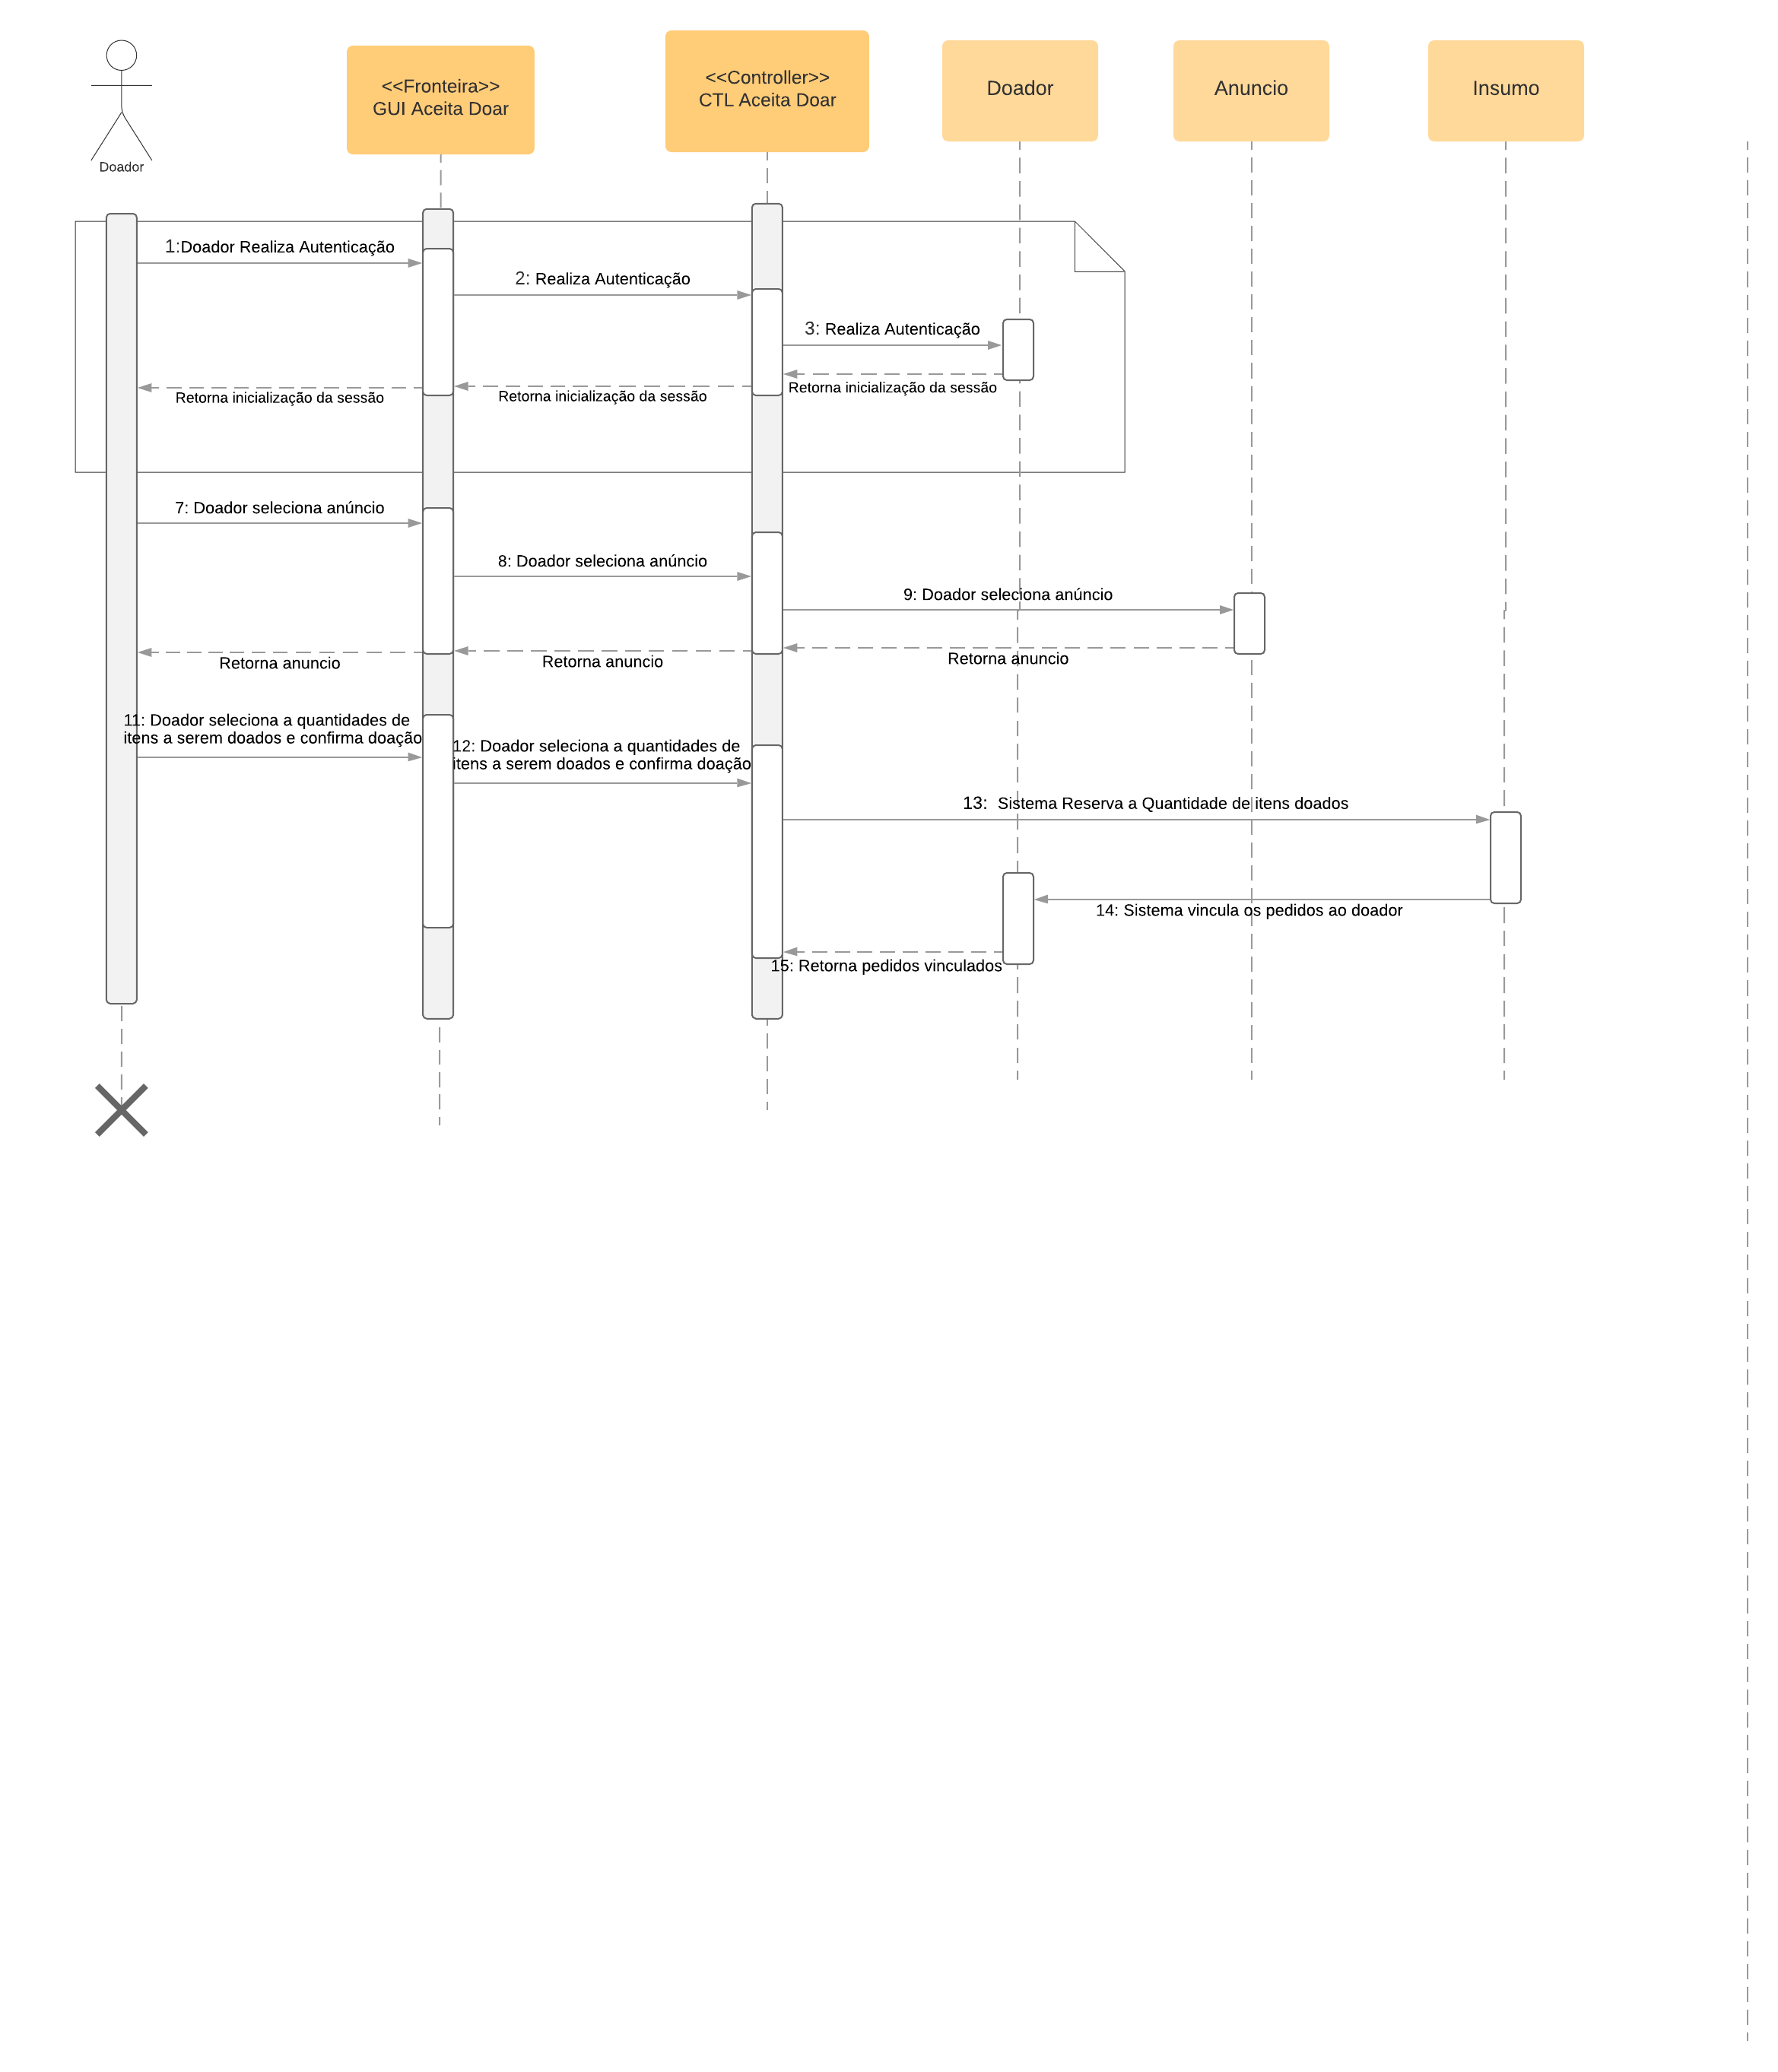 Doador
<<Fronteira>>
GUI Aceita Doar
<<Controller>>
CTL Aceita Doar
Doador
Anuncio
Insumo
1:Doador Realiza Autenticação
2: Realiza Autenticação
3: Realiza Autenticação
Retorna inicialização da sessão
Retorna inicialização da sessão
Retorna inicialização da sessão
7: Doador seleciona anúncio
8: Doador seleciona anúncio
9: Doador seleciona anúncio
Retorna anuncio
Retorna anuncio
Retorna anuncio
11: Doador seleciona a quantidades de
itens a serem doados e confirma doação
12: Doador seleciona a quantidades de
itens a serem doados e confirma doação
13: Sistema Reserva a Quantidade de itens doados
14: Sistema vincula os pedidos ao doador
15: Retorna pedidos vinculados